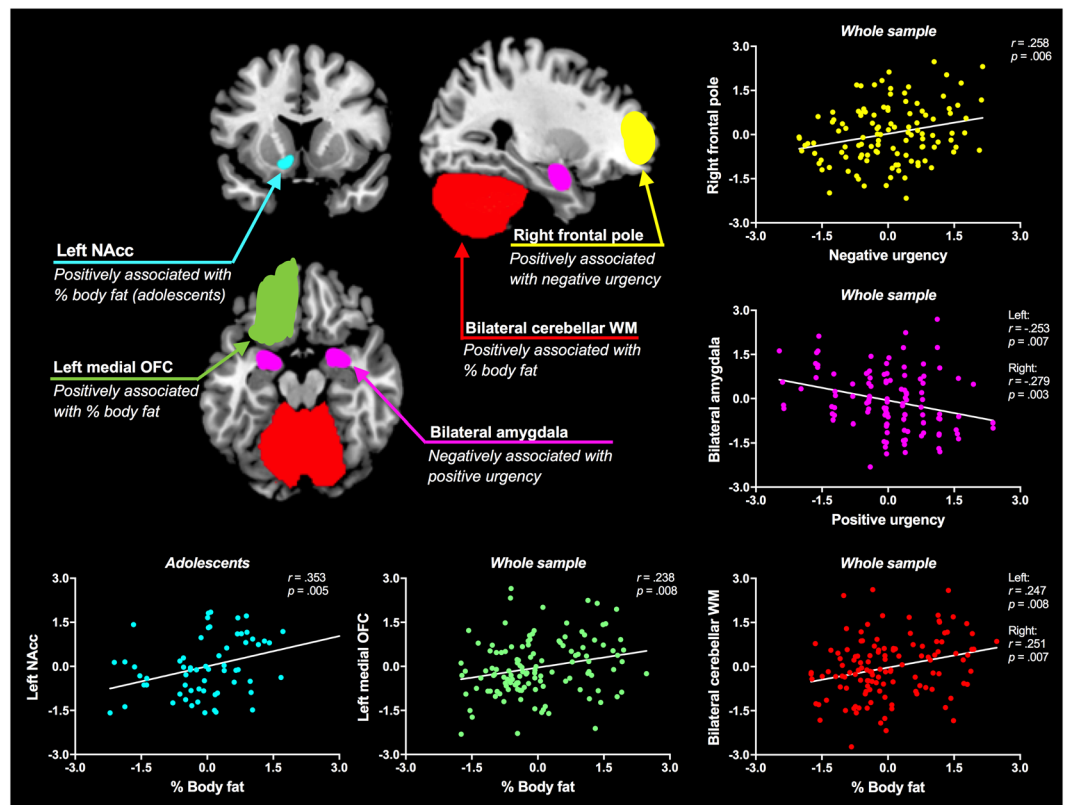 Left NAcc
Positively associated with
% body fat (adolescents)
Right frontal pole
Positively associated
with negative urgency
Bilateral cerebellar WM
Positively associated with
% body fat
Left medial OFC
Positively associated
with % body fat
Bilateral amygdala
Negatively associated with
positive urgency
Whole sample
r = .258
p = .006
Right frontal pole
3.0
1.5
0.0
-1.5
-3.0
-3.0 -1.5 0.0 1.5 3.0
Negative urgency
Whole sample
Left:
r = -.253
p = .007
Right:
r = -.279
p = .003
Bilateral amygdala
3.0
1.5
0.0
-1.5
-3.0
-3.0 -1.5 0.0 1.5 3.0
Positive urgency
Adolescents
r = .353
p = .005
Left NAcc
3.0
1.5
0.0
-1.5
-3.0
-3.0 -1.5 0.0 1.5 3.0
% Body fat
Whole sample
r = .238
p = .008
Left medial OFC
3.0
1.5
0.0
-1.5
-3.0
-3.0 -1.5 0.0 1.5 3.0
% Body fat
Whole sample
Left:
r = .247
p = .008
Right:
r = .251
p = .007
Bilateral cerebellar WM
3.0
1.5
0.0
-1.5
-3.0
-3.0 -1.5 0.0 1.5 3.0
% Body fat